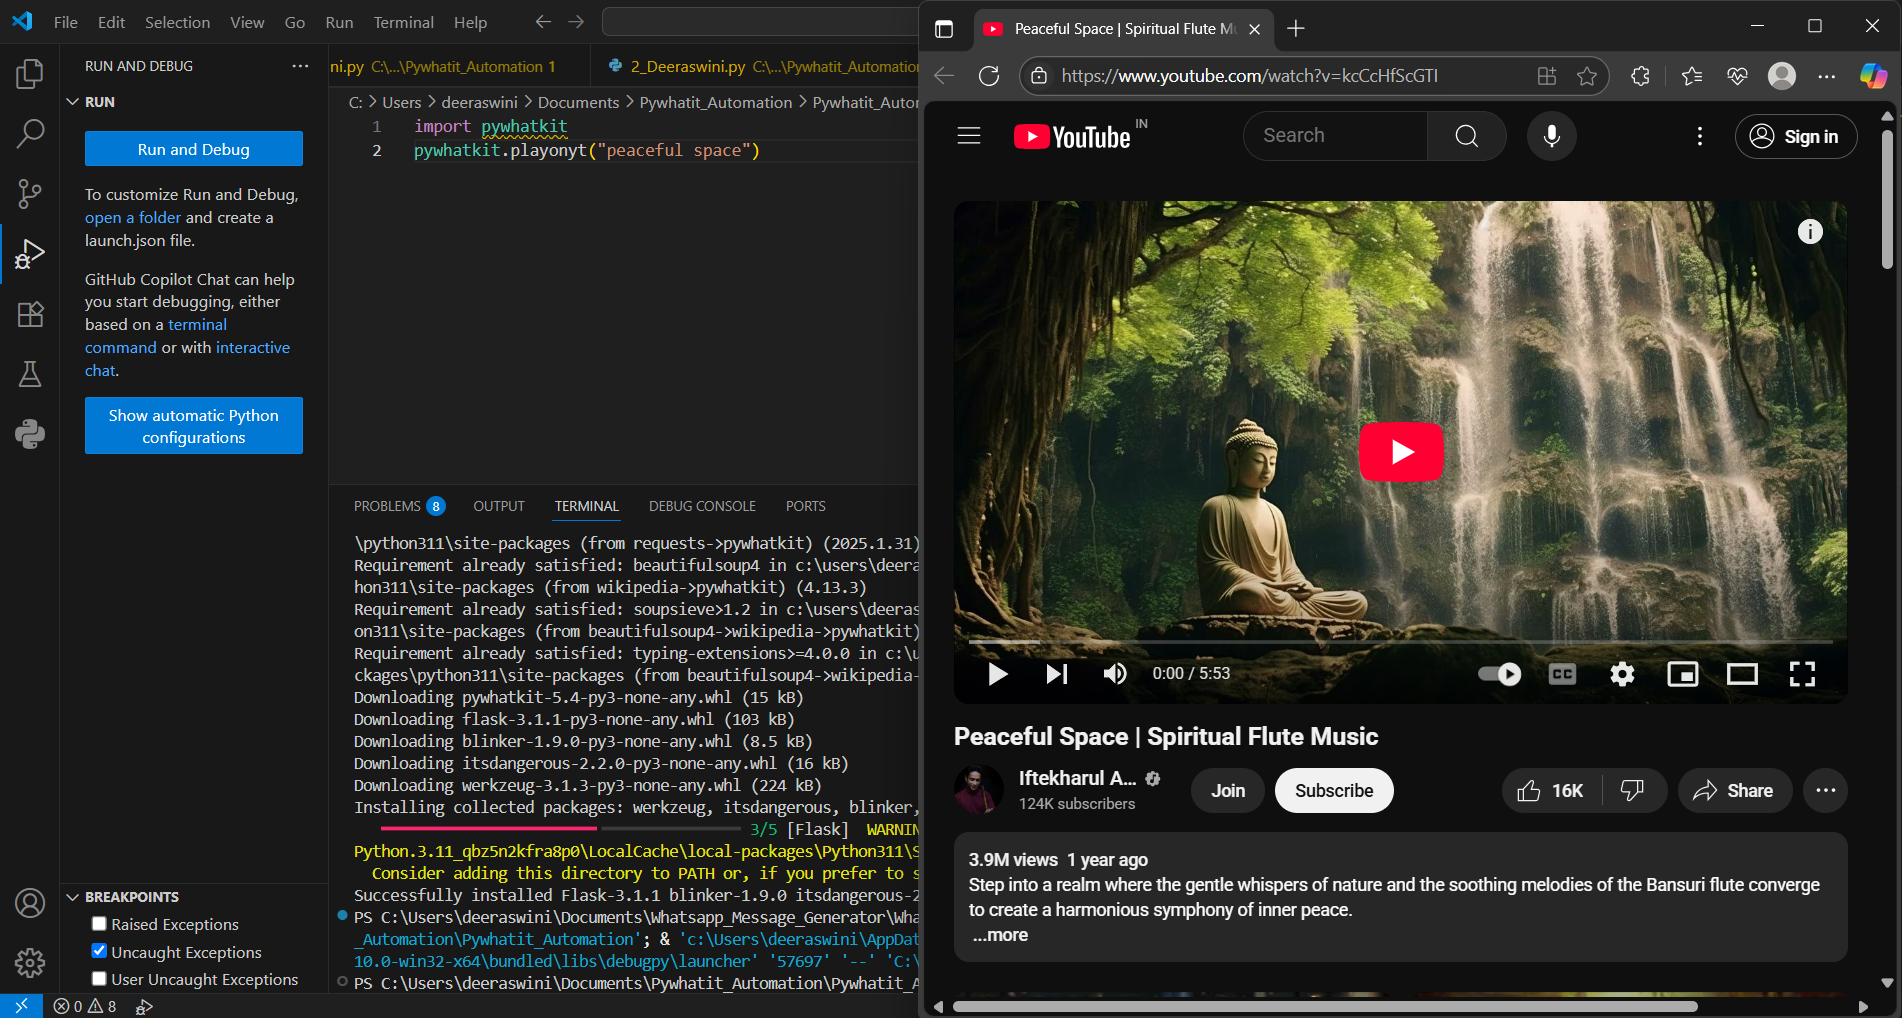 File Edit Selection View Go Run Terminal Help
RUN AND DEBUG
RUN
Run and Debug
To customize Run and Debug,
open a folder and create a
launch.json file.
GitHub Copilot Chat can help
you start debugging, either
based on a terminal
command or with interactive
chat.
Show automatic Python
configurations
BREAKPOINTS
Raised Exceptions
Uncaught Exceptions
User Uncaught Exceptions
0 8
ni.py C:\...\Pywhatit_Automation 1
2_Deeraswini.py C:\...\Pywhatit_Automation
C: > Users > deeraswini > Documents > Pywhatit_Automation > Pywhatit_Auto
1 import pywhatkit
2 pywhatkit.playonyt("peaceful space")
PROBLEMS 8 OUTPUT TERMINAL DEBUG CONSOLE PORTS
\python311\site-packages (from requests->pywhatkit) (2025.1.31)
Requirement already satisfied: beautifulsoup4 in c:\users\deera
hon311\site-packages (from wikipedia->pywhatkit) (4.13.3)
Requirement already satisfied: soupsieve>1.2 in c:\users\deeras
on311\site-packages (from beautifulsoup4->wikipedia->pywhatkit)
Requirement already satisfied: typing-extensions>=4.0.0 in c:\u
ckages\python311\site-packages (from beautifulsoup4->wikipedia-
Downloading pywhatkit-5.4-py3-none-any.whl (15 kB)
Downloading flask-3.1.1-py3-none-any.whl (103 kB)
Downloading blinker-1.9.0-py3-none-any.whl (8.5 kB)
Downloading itsdangerous-2.2.0-py3-none-any.whl (16 kB)
Downloading werkzeug-3.1.3-py3-none-any.whl (224 kB)
Installing collected packages: werkzeug, itsdangerous, blinker,
3/5 [Flask] WARNIN
Python.3.11_qbz5n2kfra8p0\LocalCache\local-packages\Python311\S
Consider adding this directory to PATH or, if you prefer to s
Successfully installed Flask-3.1.1 blinker-1.9.0 itsdangerous-2
PS C:\Users\deeraswini\Documents\Whatsapp_Message_Generator\Wha
_Automation\Pywhatit_Automation'; & 'c:\Users\deeraswini\AppDat
10.0-win32-x64\bundled\libs\debugpy\launcher' '57697' '--' 'C:\
PS C:\Users\deeraswini\Documents\Pywhatit_Automation\Pywhatit_A
Peaceful Space | Spiritual Flute Mu
https://www.youtube.com/watch?v=kcCcHfScGTI
YouTube IN
Search
Sign in
0:00 / 5:53
CC
Peaceful Space | Spiritual Flute Music
Iftekharul A...
124K subscribers
Join
Subscribe
16K
Share
3.9M views 1 year ago
Step into a realm where the gentle whispers of nature and the soothing melodies of the Bansuri flute converge
to create a harmonious symphony of inner peace.
...more